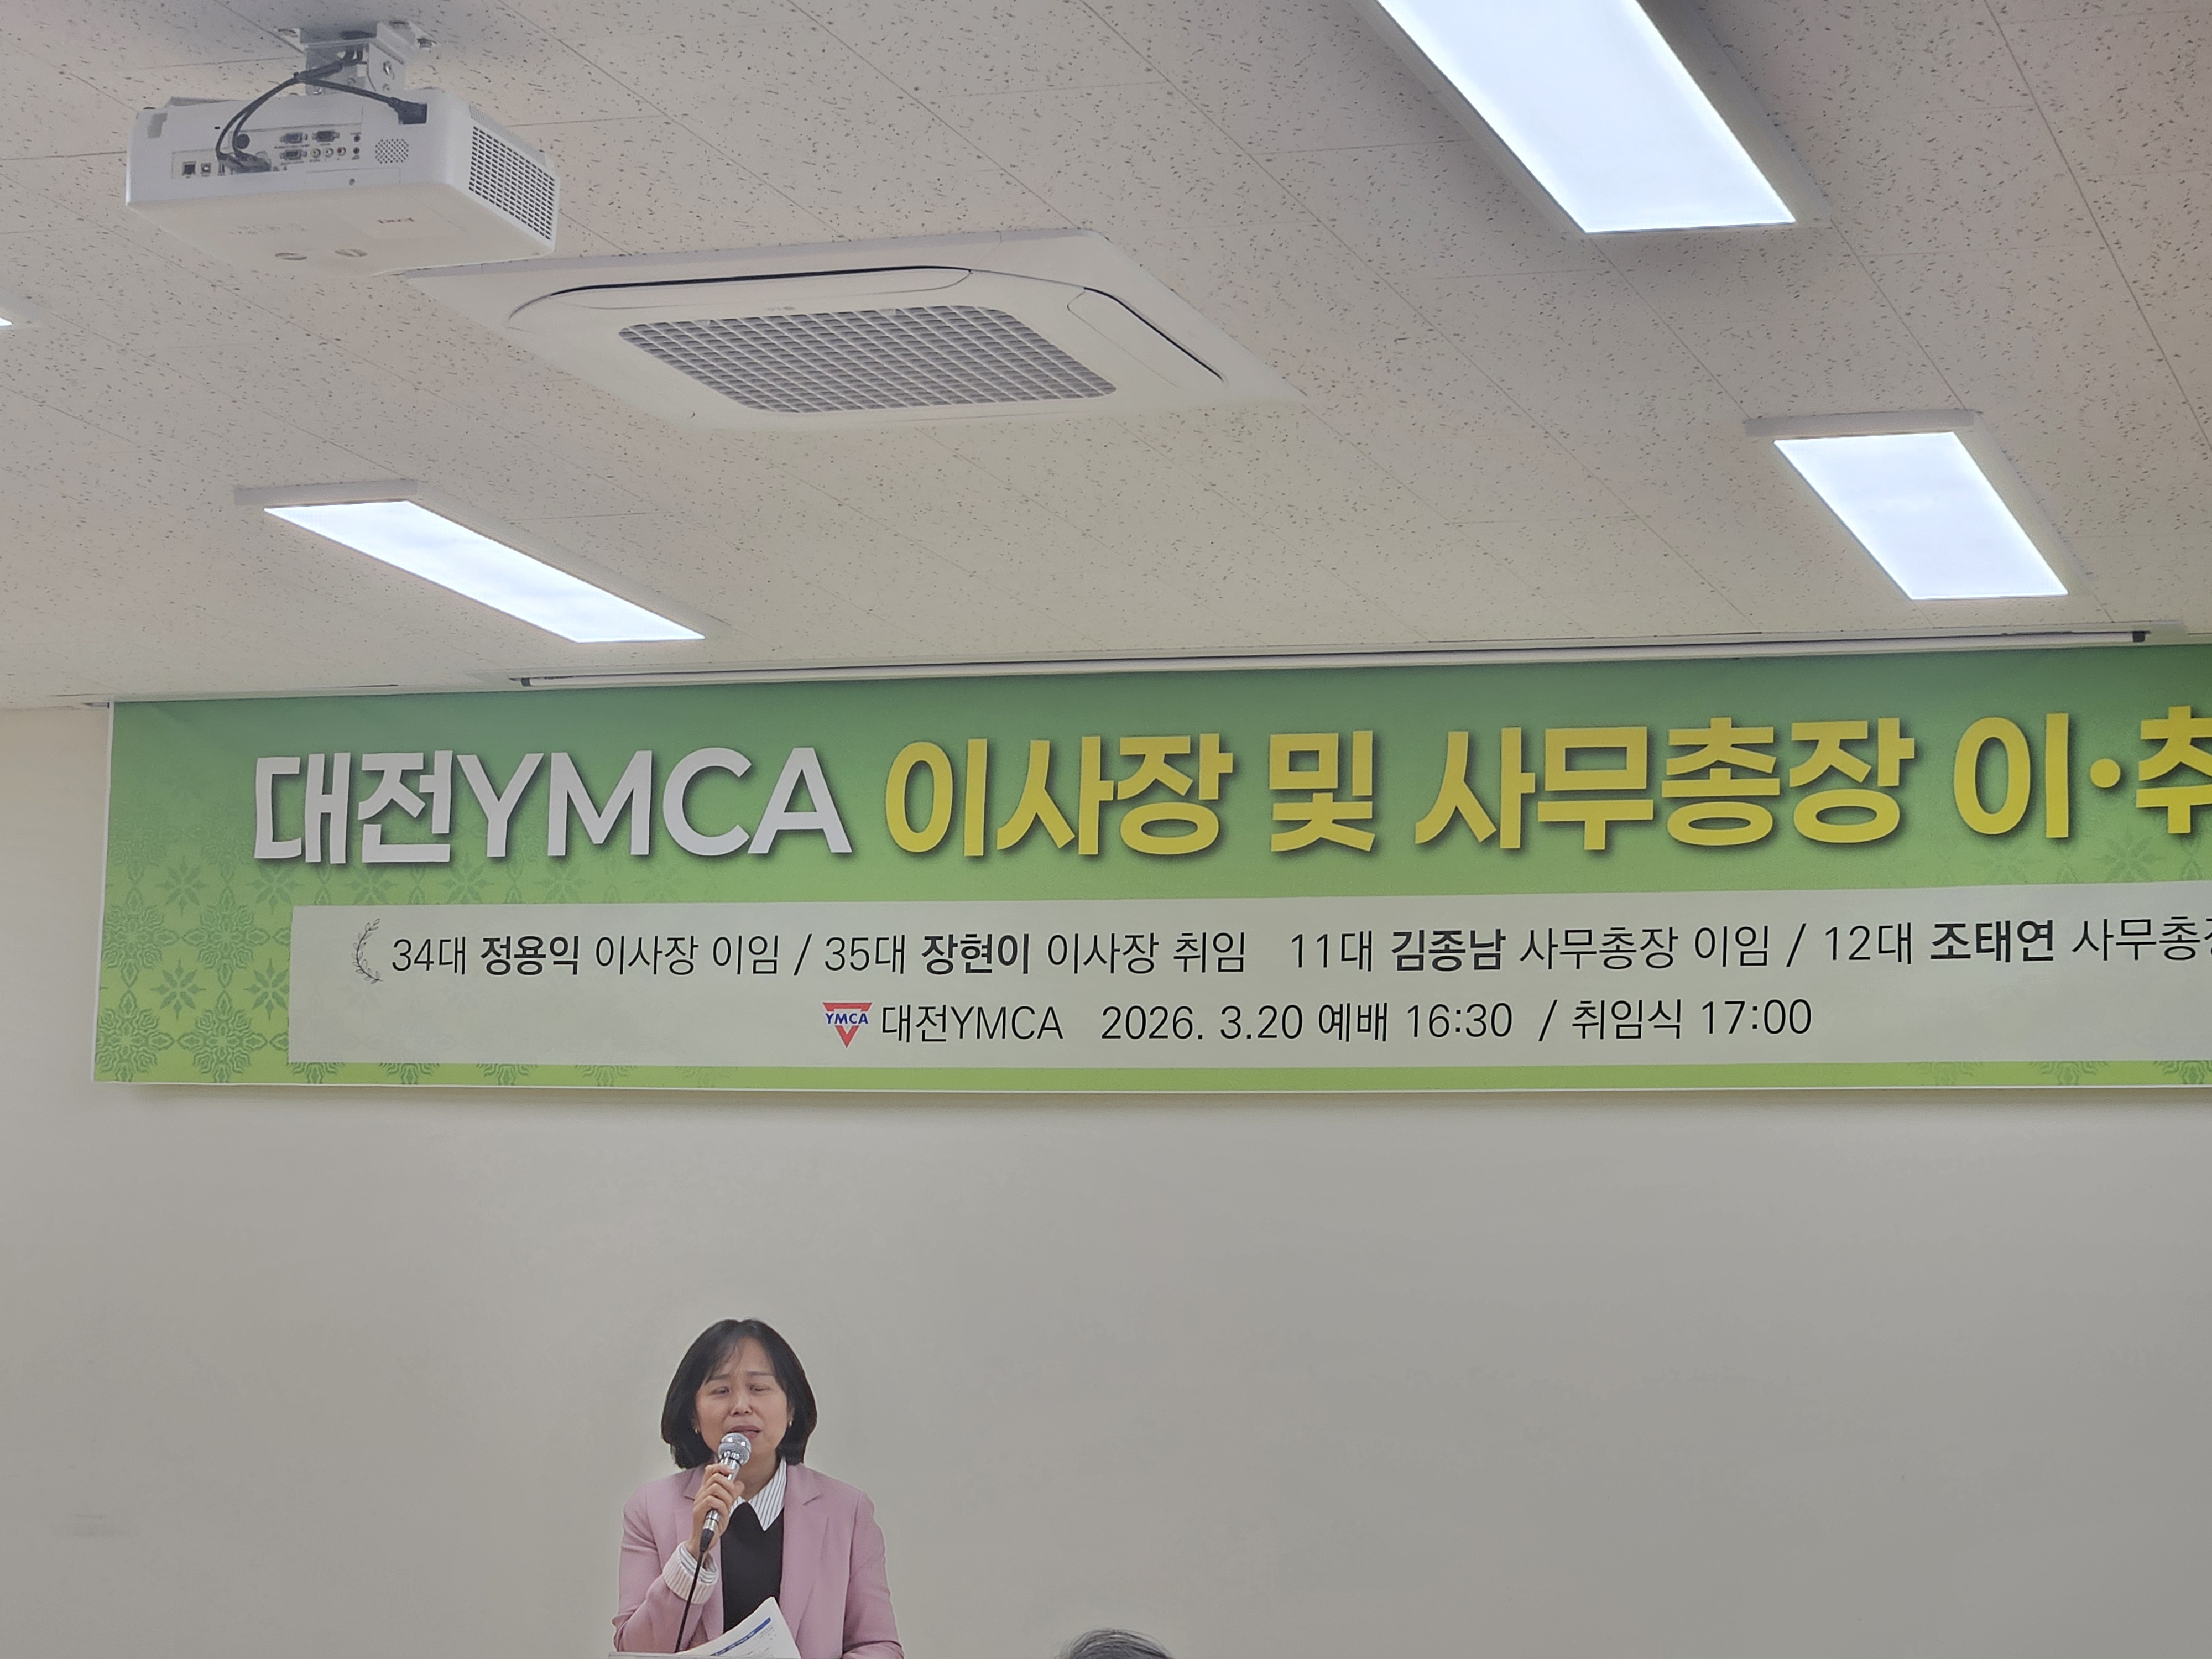 대전YMCA 이사장 및 사무총장 이·취
34대 정용익 이사장 이임 / 35대 장현이 이사장 취임 11대 김종남 사무총장 이임 / 12대 조태연 사무총장
YMCA 대전YMCA 2026. 3.20 예배 16:30 / 취임식 17:00